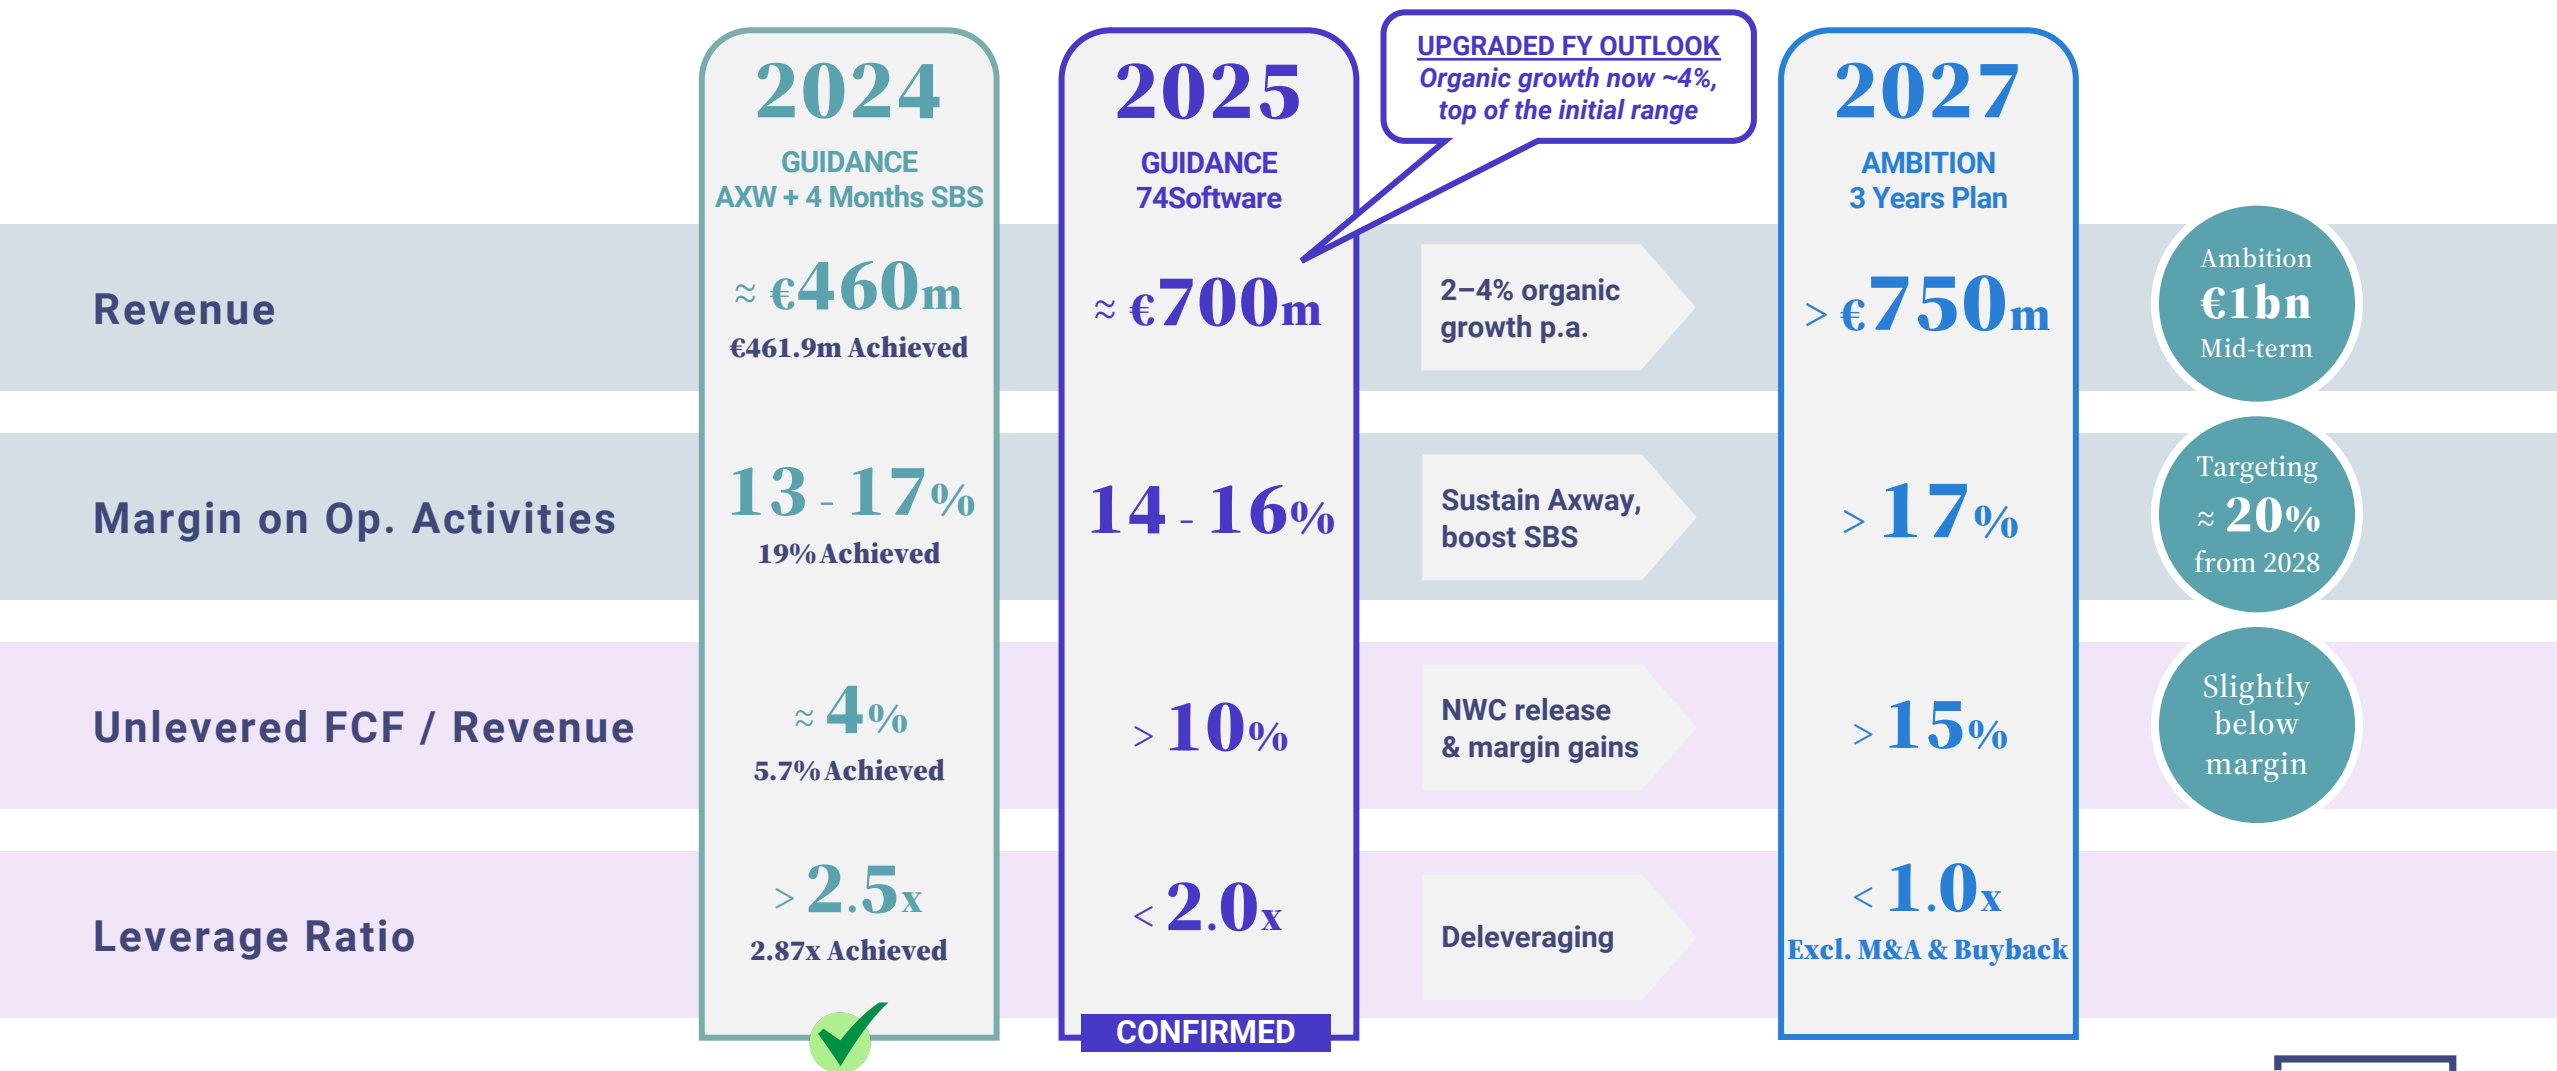 2024
GUIDANCE
AXW + 4 Months SBS
2025
GUIDANCE
74Software
UPGRADED FY OUTLOOK
Organic growth now ~4%,
top of the initial range
2027
AMBITION
3 Years Plan
Revenue
≈ €460m
€461.9m Achieved
≈ €700m
2–4% organic
growth p.a.
> €750m
Ambition
€1bn
Mid-term
Margin on Op. Activities
13 - 17%
19% Achieved
14 - 16%
Sustain Axway,
boost SBS
> 17%
Targeting
≈ 20%
from 2028
Unlevered FCF / Revenue
≈ 4%
5.7% Achieved
> 10%
NWC release
& margin gains
> 15%
Slightly
below
margin
Leverage Ratio
> 2.5x
2.87x Achieved
< 2.0x
Deleveraging
< 1.0x
Excl. M&A & Buyback
CONFIRMED